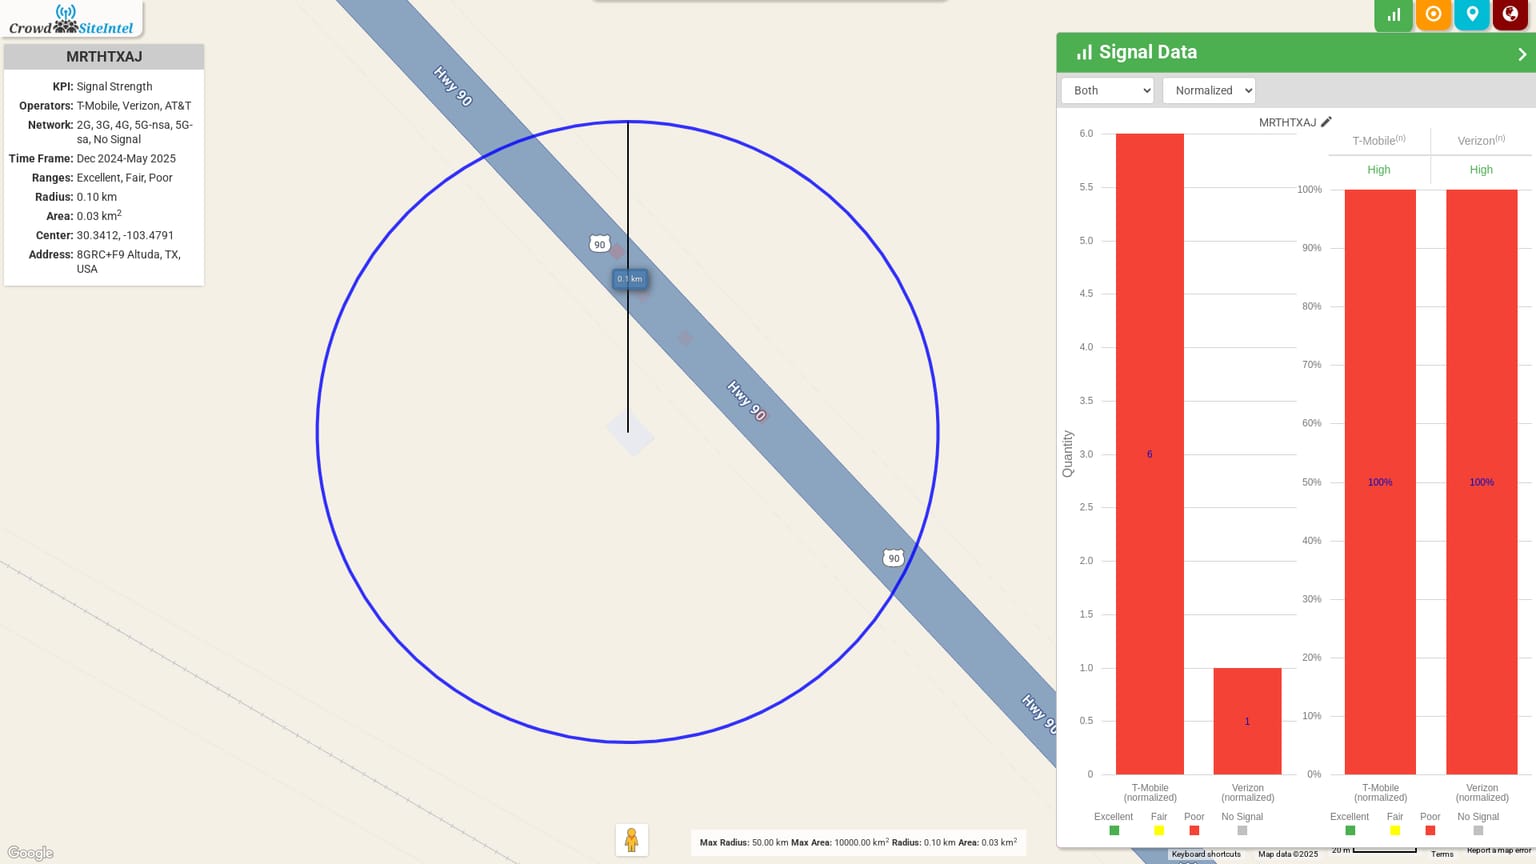 Crowd SiteIntel
MRTHTXAJ
KPI: Signal Strength
Operators: T-Mobile, Verizon, AT&T
Network: 2G, 3G, 4G, 5G-nsa, 5G-
sa, No Signal
Time Frame: Dec 2024-May 2025
Ranges: Excellent, Fair, Poor
Radius: 0.10 km
Area: 0.03 km²
Center: 30.3412, -103.4791
Address: 8GRC+F9 Altuda, TX,
USA
Hwy 90
90
0.1 km
Hwy 90
90
Hwy 90
Google
Max Radius: 50.00 km Max Area: 10000.00 km² Radius: 0.10 km Area: 0.03 km²
Signal Data
Both
Normalized
MRTHTXAJ
Quantity
6.0
5.5
5.0
4.5
4.0
3.5
3.0
2.5
2.0
1.5
1.0
0.5
0
6
1
T-Mobile
(normalized)
Verizon
(normalized)
Excellent Fair Poor No Signal
T-Mobile(n) Verizon(n)
High High
100%
90%
80%
70%
60%
50%
40%
30%
20%
10%
0%
100% 100%
T-Mobile
(normalized)
Verizon
(normalized)
Excellent Fair Poor No Signal
Keyboard shortcuts Map data ©2025 20 m Terms Report a map error